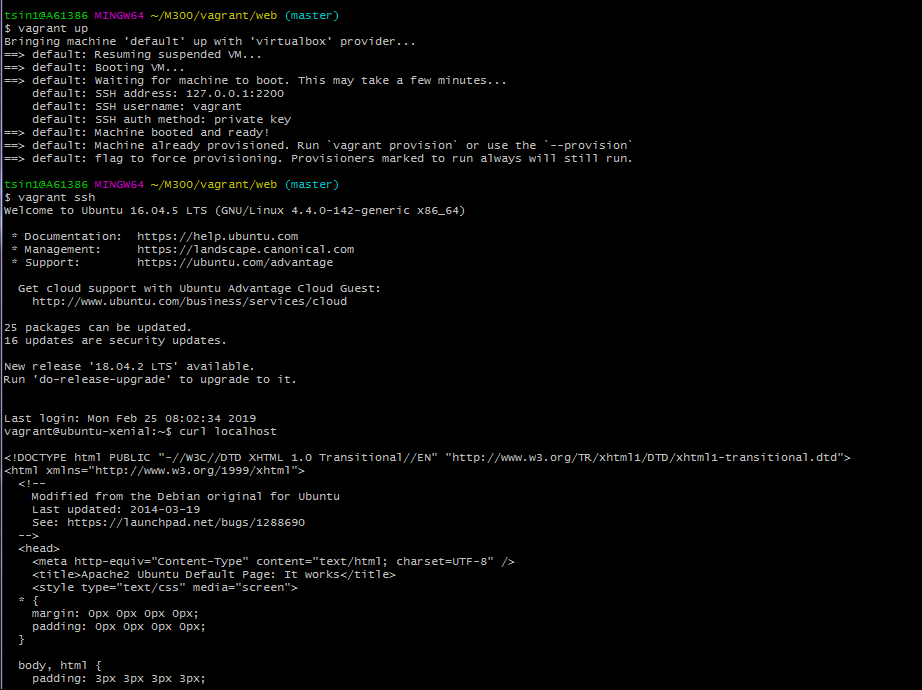 tsin1@A61386 MINGW64 ~/M300/vagrant/web (master)
$ vagrant up
Bringing machine 'default' up with 'virtualbox' provider...
==> default: Resuming suspended VM...
==> default: Booting VM...
==> default: Waiting for machine to boot. This may take a few minutes...
    default: SSH address: 127.0.0.1:2200
    default: SSH username: vagrant
    default: SSH auth method: private key
==> default: Machine booted and ready!
==> default: Machine already provisioned. Run `vagrant provision` or use the `--provision`
==> default: flag to force provisioning. Provisioners marked to run always will still run.

tsin1@A61386 MINGW64 ~/M300/vagrant/web (master)
$ vagrant ssh
Welcome to Ubuntu 16.04.5 LTS (GNU/Linux 4.4.0-142-generic x86_64)

 * Documentation:  https://help.ubuntu.com
 * Management:     https://landscape.canonical.com
 * Support:        https://ubuntu.com/advantage

  Get cloud support with Ubuntu Advantage Cloud Guest:
    http://www.ubuntu.com/business/services/cloud

25 packages can be updated.
16 updates are security updates.

New release '18.04.2 LTS' available.
Run 'do-release-upgrade' to upgrade to it.


Last login: Mon Feb 25 08:02:34 2019
vagrant@ubuntu-xenial:~$ curl localhost

<!DOCTYPE html PUBLIC "-//W3C//DTD XHTML 1.0 Transitional//EN" "http://www.w3.org/TR/xhtml1/DTD/xhtml1-transitional.dtd">
<html xmlns="http://www.w3.org/1999/xhtml">
  <!--
    Modified from the Debian original for Ubuntu
    Last updated: 2014-03-19
    See: https://launchpad.net/bugs/1288690
  -->
  <head>
    <meta http-equiv="Content-Type" content="text/html; charset=UTF-8" />
    <title>Apache2 Ubuntu Default Page: It works</title>
    <style type="text/css" media="screen">
  * {
    margin: 0px 0px 0px 0px;
    padding: 0px 0px 0px 0px;
  }

  body, html {
    padding: 3px 3px 3px 3px;